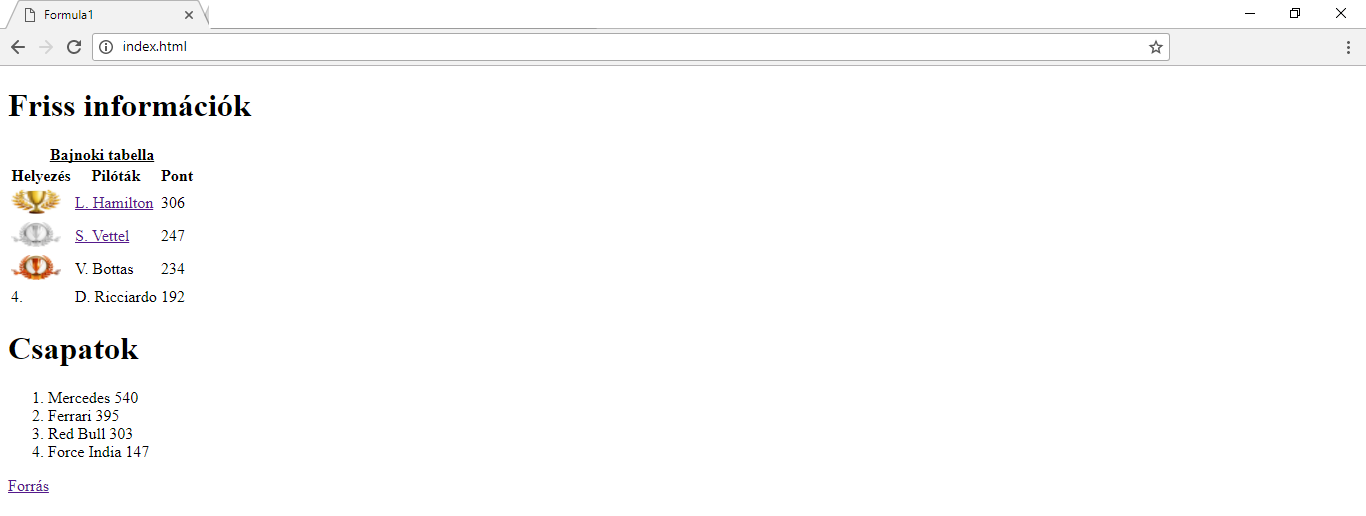 Formula1
index.html
Friss információk
Bajnoki tabella
Helyezés Pilóták Pont
L. Hamilton 306
S. Vettel 247
V. Bottas 234
4. D. Ricciardo 192
Csapatok
1. Mercedes 540
2. Ferrari 395
3. Red Bull 303
4. Force India 147
Forrás